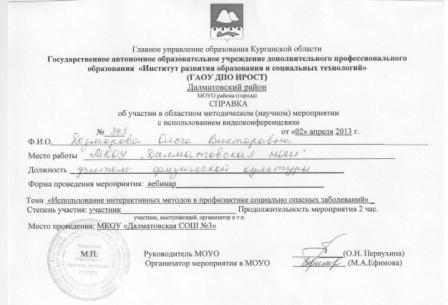 Главное управление образования Курганской области
Государственное автономное образовательное учреждение дополнительного профессионального
образования «Институт развития образования и социальных технологий»
(ГАОУ ДПО ИРОСТ)
Далматовский район
МОУО района (города)
СПРАВКА
об участии в областном методическом (научном) мероприятии
с использованием видеоконференцсвязи
№ от «02» апреля 2013 г.
Ф.И.О. Ольга Викторовна
Место работы МКОУ "Далматовская
Должность учитель физической культуры
Форма проведения мероприятия: вебинар
Тема «Использование интерактивных методов в профилактике социально опасных заболеваний»
Степень участия: участник Продолжительность мероприятия 2 час.
участник, выступающий, организатор и т.п.
Место проведения: МКОУ «Далматовская СОШ №3»
М.П. Руководитель МОУО (О.Н. Первухина)
Организатор мероприятия в МОУО (М.А.Ефимова)